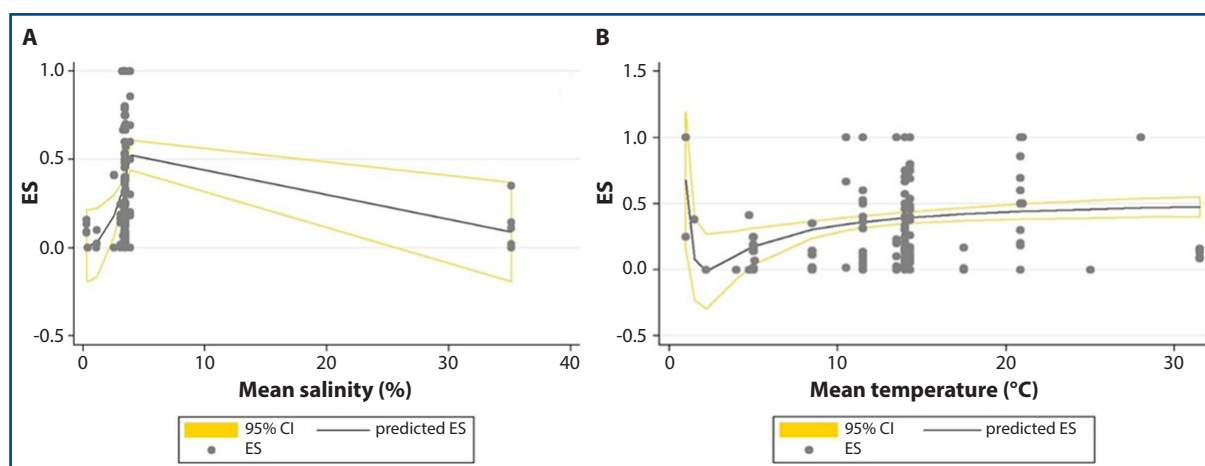 A
1.0
0.5
0.0
-0.5
ES
0
10
20
30
40
Mean salinity (%)
95% CI
predicted ES
ES
B
1.5
1.0
0.5
0.0
-0.5
ES
0
10
20
30
Mean temperature (°C)
95% CI
predicted ES
ES